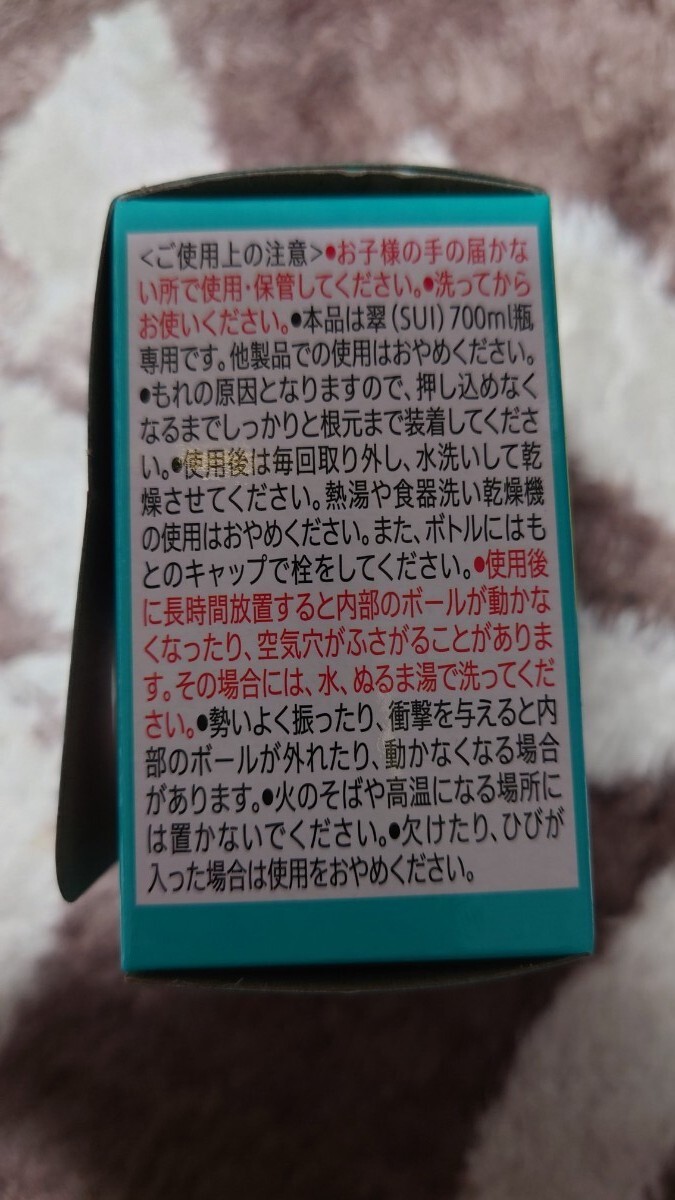 <ご使用上の注意>●お子様の手の届かな
い所で使用・保管してください。●洗ってから
お使いください。●本品は翠(SUI)700ml瓶
専用です。他製品での使用はおやめください。
●もれの原因となりますので、押し込めなく
なるまでしっかりと根元まで装着してくださ
い。●使用後は毎回取り外し、水洗いして乾
燥させてください。熱湯や食器洗い乾燥機
の使用はおやめください。また、ボトルにはも
とのキャップで栓をしてください。●使用後
に長時間放置すると内部のボールが動かな
くなったり、空気穴がふさがることがありま
す。その場合には、水、ぬるま湯で洗ってくだ
さい。●勢いよく振ったり、衝撃を与えると内
部のボールが外れたり、動かなくなる場合
があります。●火のそばや高温になる場所に
は置かないでください。●欠けたり、ひびが
入った場合は使用をおやめください。